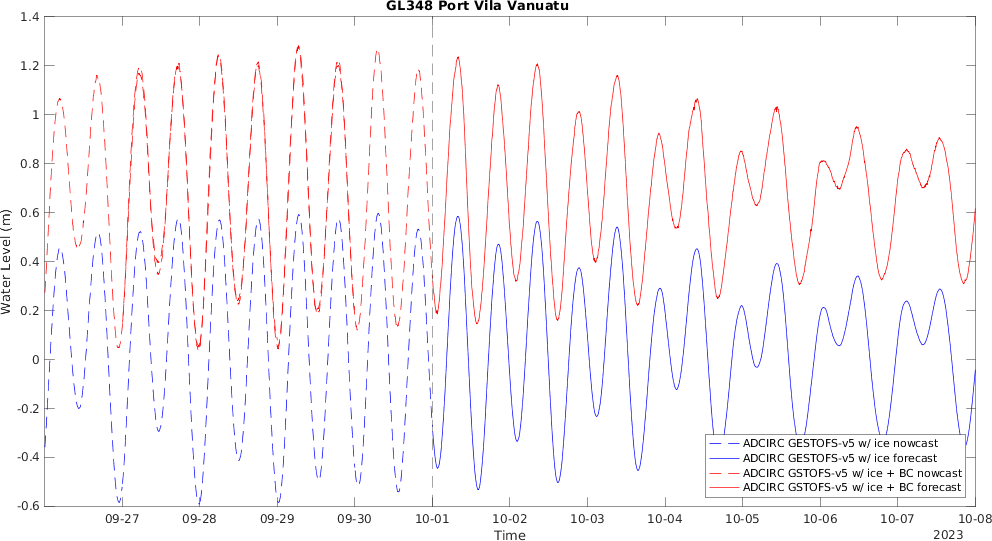 GL348 Port Vila Vanuatu
1.4
1.2
1
0.8
0.6
0.4
0.2
0
-0.2
-0.4
-0.6
Water Level (m)
ADCIRC GESTOFS-v5 w/ ice nowcast
ADCIRC GESTOFS-v5 w/ ice forecast
ADCIRC GSTOFS-v5 w/ ice + BC nowcast
ADCIRC GSTOFS-v5 w/ ice + BC forecast
09-27 09-28 09-29 09-30 10-01 10-02 10-03 10-04 10-05 10-06 10-07 10-08
Time
2023